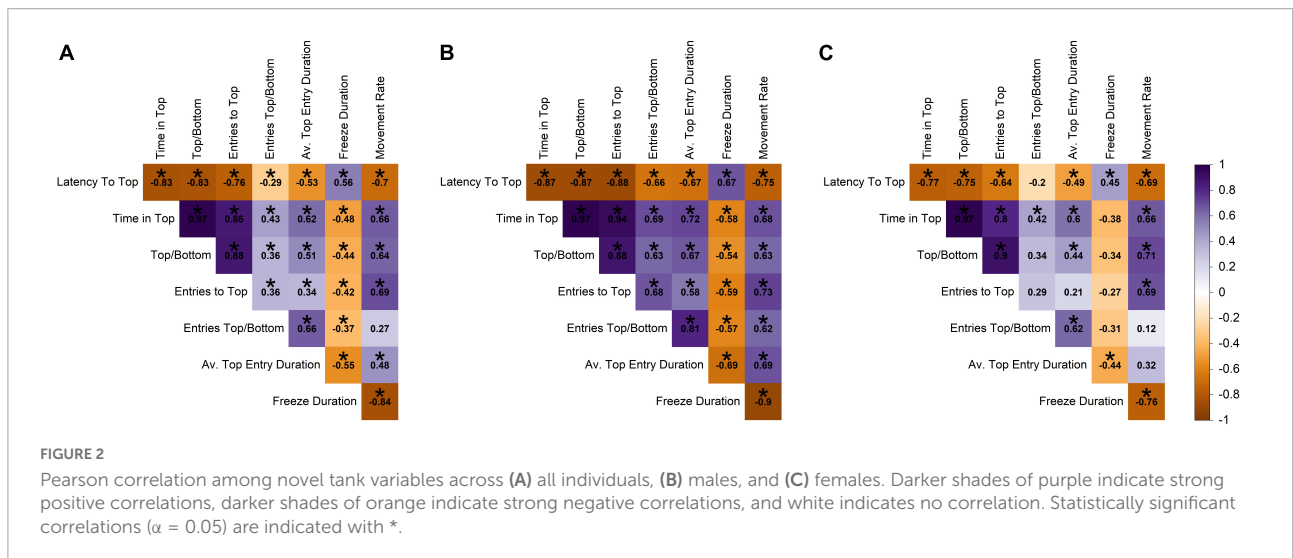 A
B
C
Time in Top
Top/Bottom
Entries to Top
Entries Top/Bottom
Av. Top Entry Duration
Freeze Duration
Movement Rate
Time in Top
Top/Bottom
Entries to Top
Entries Top/Bottom
Av. Top Entry Duration
Freeze Duration
Movement Rate
Time in Top
Top/Bottom
Entries to Top
Entries Top/Bottom
Av. Top Entry Duration
Freeze Duration
Movement Rate
Latency To Top * -0.83 * -0.83 * -0.76 * -0.29 * -0.53 * 0.56 * -0.7
Time in Top * 0.97 * 0.86 * 0.43 * 0.62 * -0.48 * 0.66
Top/Bottom * 0.88 * 0.36 * 0.51 * -0.44 * 0.64
Entries to Top * 0.36 * 0.34 * -0.42 * 0.69
Entries Top/Bottom * 0.66 * -0.37 0.27
Av. Top Entry Duration * -0.55 * 0.48
Freeze Duration * -0.84
Latency To Top * -0.87 * -0.87 * -0.88 * -0.66 * -0.67 * 0.67 * -0.75
Time in Top * 0.97 * 0.94 * 0.69 * 0.72 * -0.58 * 0.68
Top/Bottom * 0.88 * 0.63 * 0.67 * -0.54 * 0.63
Entries to Top * 0.68 * 0.58 * -0.59 * 0.73
Entries Top/Bottom * 0.81 * -0.57 * 0.62
Av. Top Entry Duration * -0.69 * 0.69
Freeze Duration * -0.9
Latency To Top * -0.77 * -0.75 * -0.64 -0.2 * -0.49 * 0.45 * -0.69
Time in Top * 0.97 * 0.8 * 0.42 * 0.6 -0.38 * 0.66
Top/Bottom * 0.9 0.34 * 0.44 -0.34 * 0.71
Entries to Top 0.29 0.21 -0.27 * 0.69
Entries Top/Bottom * 0.62 -0.31 0.12
Av. Top Entry Duration * -0.44 0.32
Freeze Duration * -0.76
1
0.8
0.6
0.4
0.2
0
-0.2
-0.4
-0.6
-0.8
-1
FIGURE 2
Pearson correlation among novel tank variables across (A) all individuals, (B) males, and (C) females. Darker shades of purple indicate strong
positive correlations, darker shades of orange indicate strong negative correlations, and white indicates no correlation. Statistically significant
correlations (α = 0.05) are indicated with *.